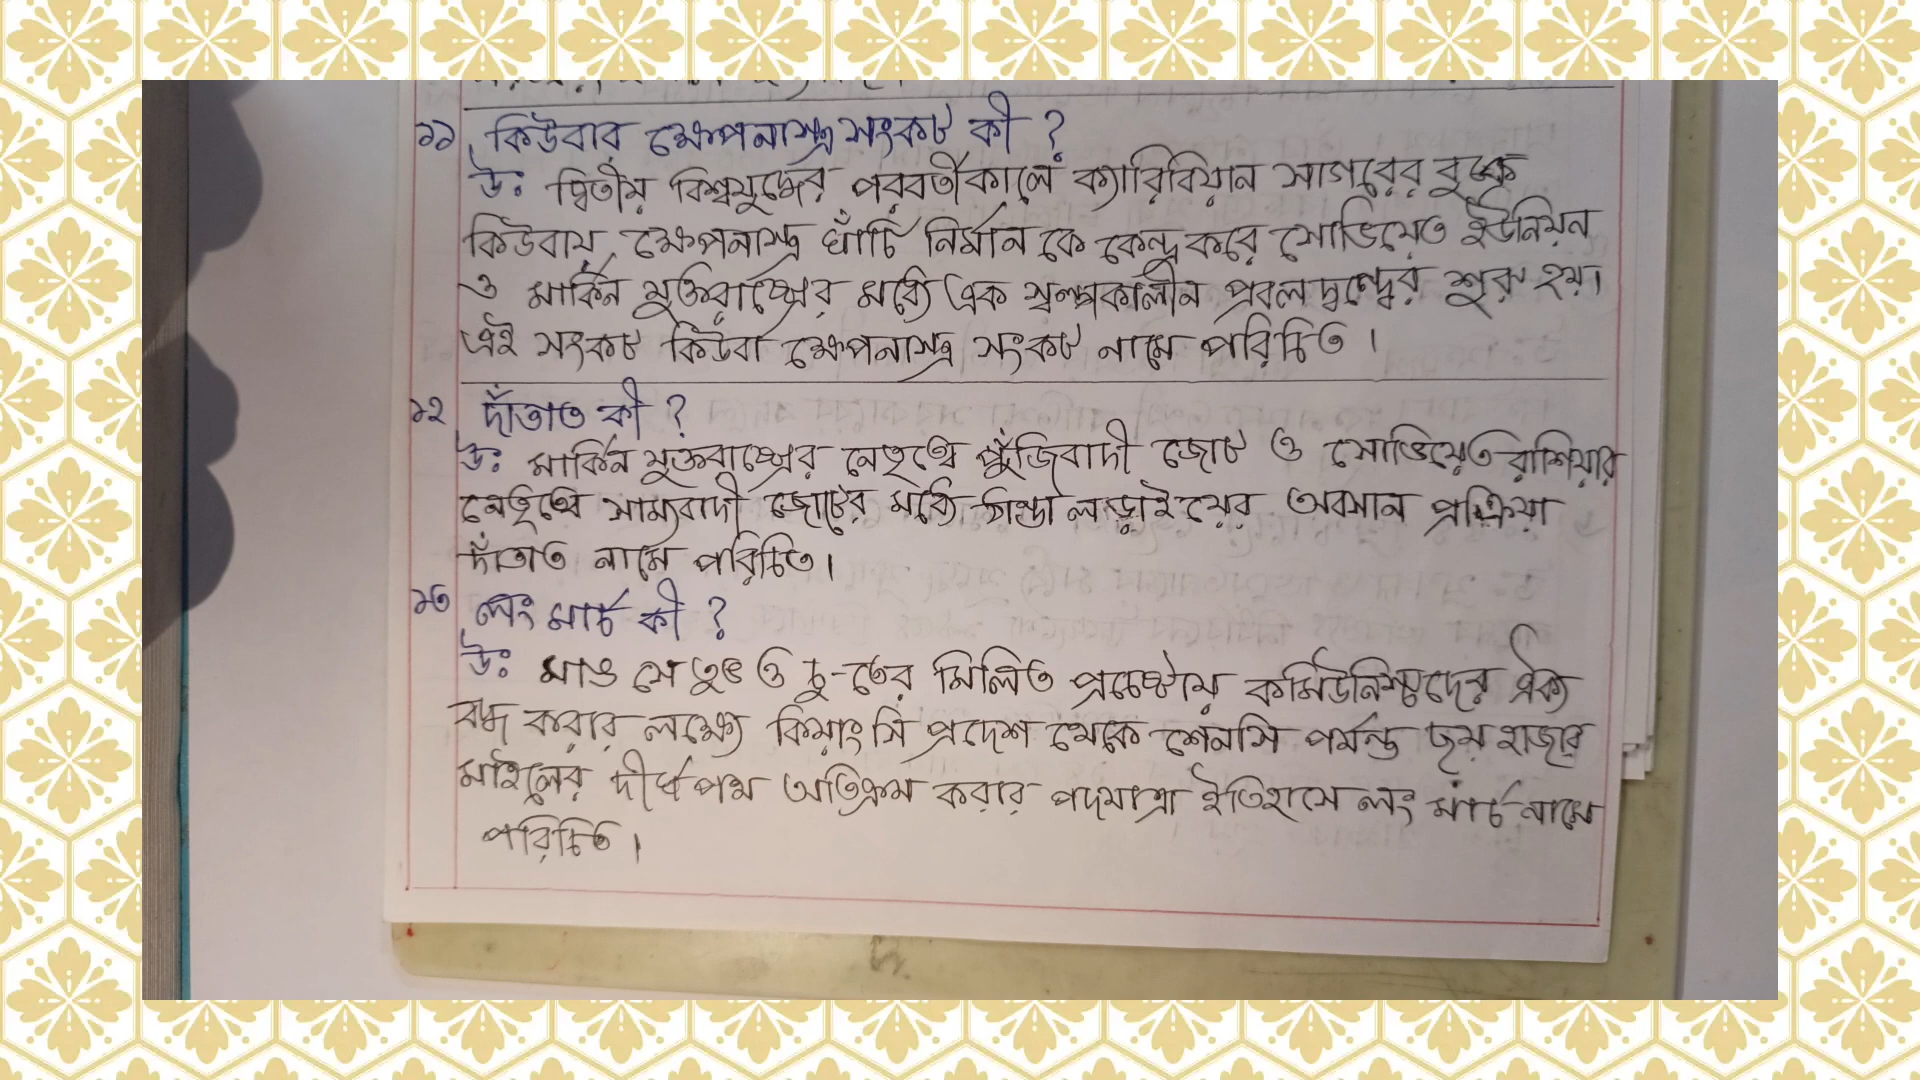 ১১ কিউবার ক্ষেপনাস্ত্র সংকট কী ?
উঃ দ্বিতীয় বিশ্বযুদ্ধের পরবর্তীকালে ক্যারিবিয়ান সাগরের বুকে
কিউবায় ক্ষেপনাস্ত্র ঘাঁটি নির্মান কে কেন্দ্র করে সোভিয়েত ইউনিয়ন
ও মার্কিন যুক্তরাষ্ট্রের মধ্যে এক স্বল্পকালীন প্রবল দ্বন্দ্বের শুরু হয়।
এই সংকট কিউবা ক্ষেপনাস্ত্র সংকট নামে পরিচিত ।
১২ দাঁতাত কী ?
উঃ মার্কিন যুক্তরাষ্ট্রের নেতৃত্বে পুঁজিবাদী জোট ও সোভিয়েত রাশিয়ার
নেতৃত্বে সাম্যবাদী জোটের মধ্যে ঠান্ডা লড়াইয়ের অবসান প্রক্রিয়া
দাঁতাত নামে পরিচিত।
১৩ লং মার্চ কী ?
উঃ মাও সে তুং ও চু-তের মিলিত প্রচেষ্টায় কমিউনিস্টদের ঐক্য
বদ্ধ করার লক্ষ্যে কিয়াংসি প্রদেশ থেকে শেনসি পর্যন্ত ছয় হাজার
মাইলের দীর্ঘ পথ অতিক্রম করার পদযাত্রা ইতিহাসে লং মার্চ নামে
পরিচিত ।